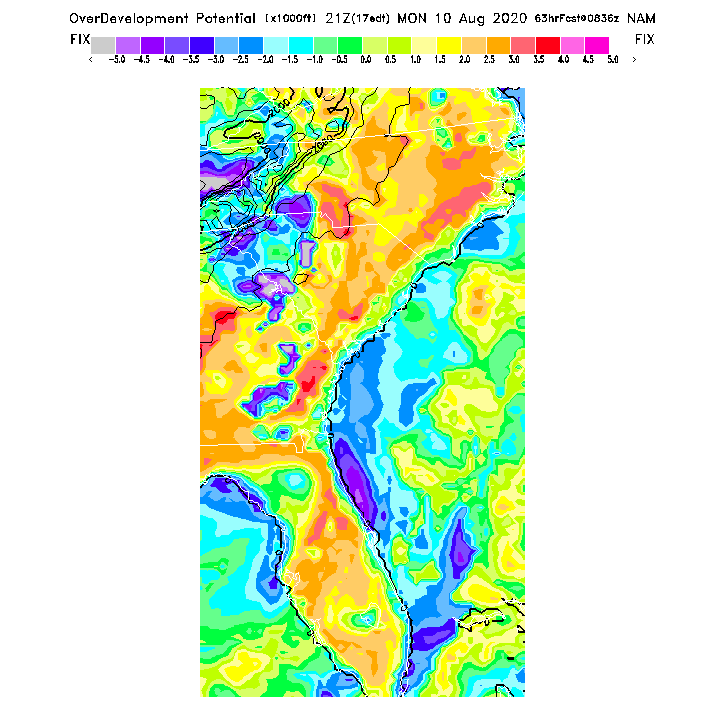 OverDevelopment Potential [x1000ft] 21Z(17edt) MON 10 Aug 2020 63hrFcst@0836z NAM
FIX FIX
< -5.0 -4.5 -4.0 -3.5 -3.0 -2.5 -2.0 -1.5 -1.0 -0.5 0.0 0.5 1.0 1.5 2.0 2.5 3.0 3.5 4.0 4.5 5.0 >